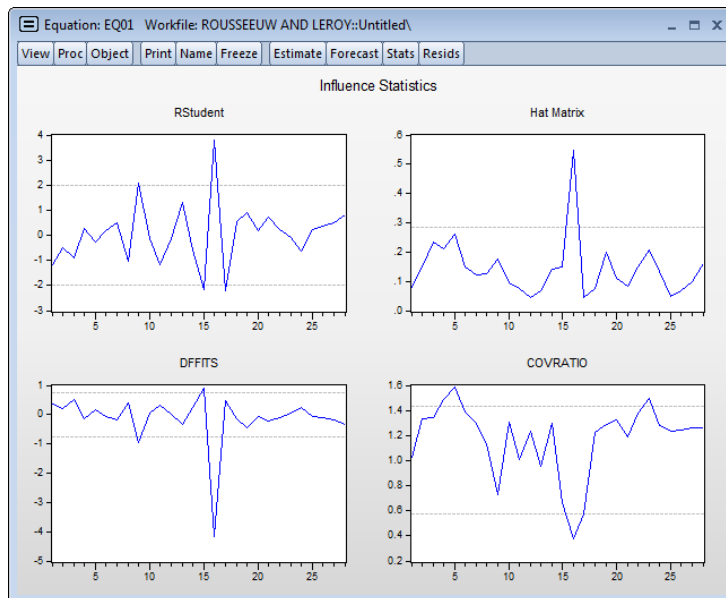 Equation: EQ01 Workfile: ROUSSEEUW AND LEROY::Untitled\
View Proc Object Print Name Freeze Estimate Forecast Stats Resids
Influence Statistics
RStudent
4
3
2
1
0
-1
-2
-3
5 10 15 20 25
Hat Matrix
.6
.5
.4
.3
.2
.1
.0
5 10 15 20 25
DFFITS
1
0
-1
-2
-3
-4
-5
5 10 15 20 25
COVRATIO
1.6
1.4
1.2
1.0
0.8
0.6
0.4
0.2
5 10 15 20 25